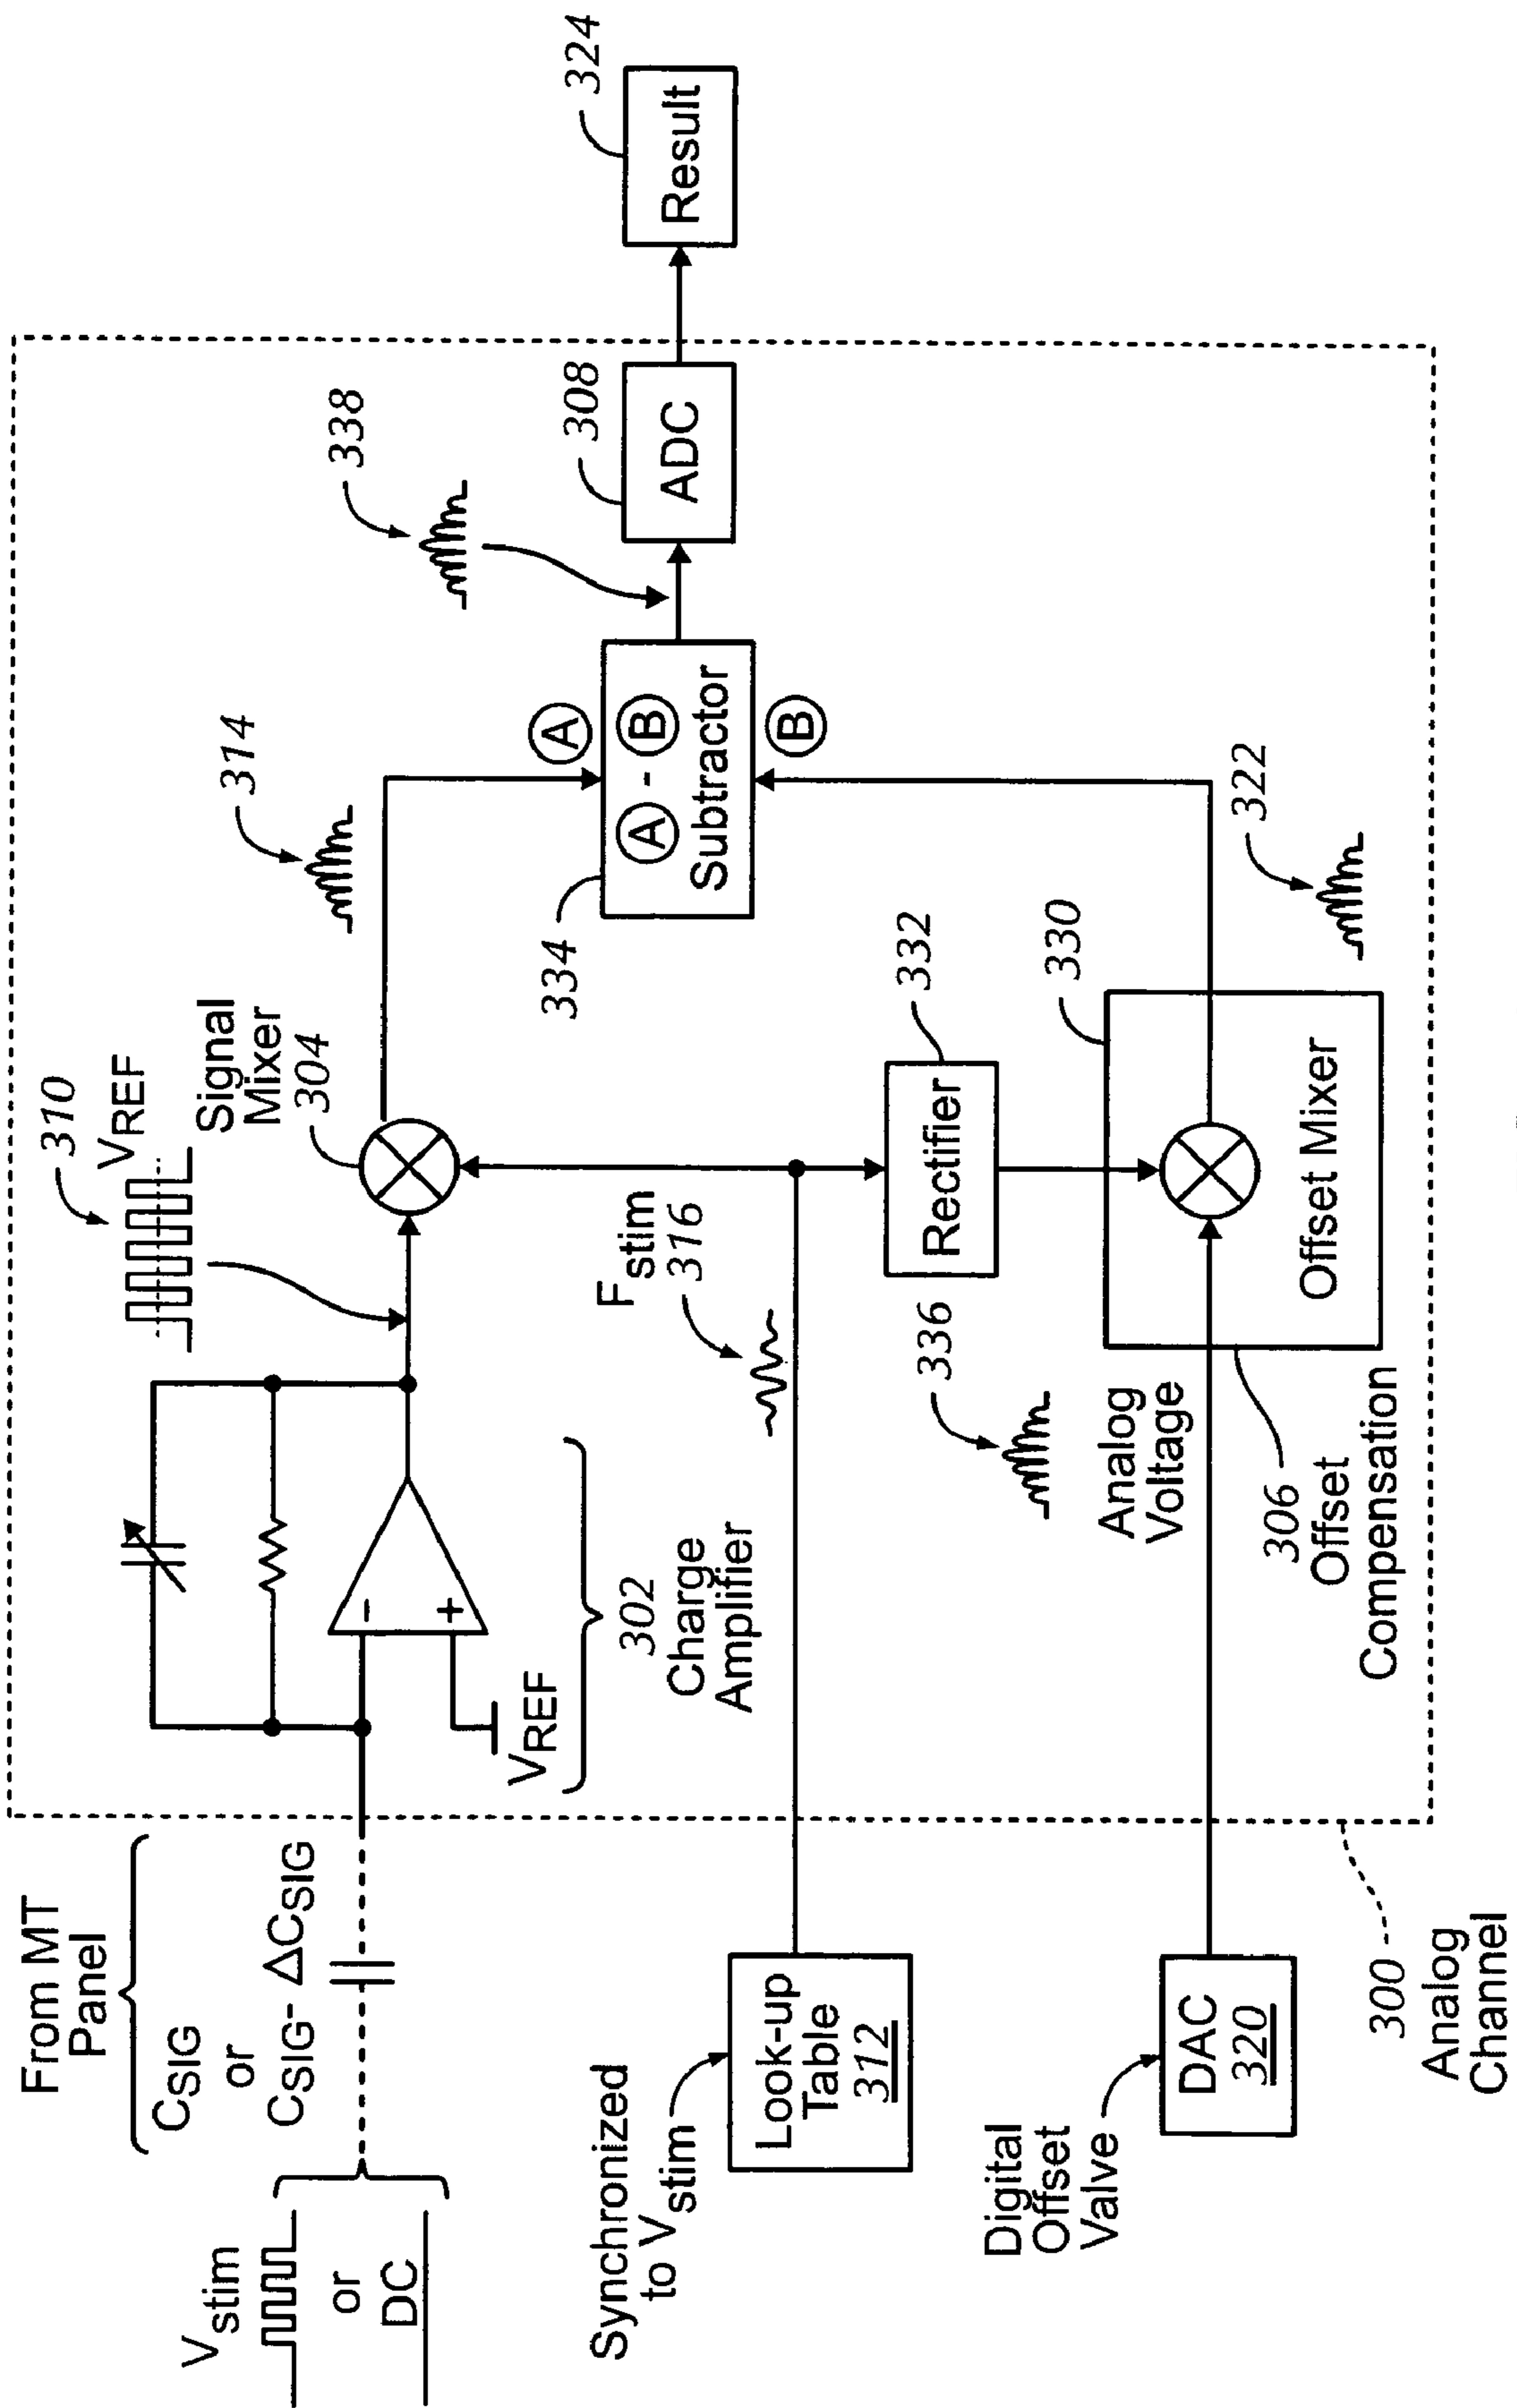 From MT
Panel
CSIG
or
CSIG- ΔCSIG
Vstim
or
DC
310
VREF
Signal
Mixer
304
314
338
VREF
-
+
302
Charge
Amplifier
Fstim
316
A
A - B
Subtractor
B
334
308
ADC
324
Result
Synchronized
to Vstim
Look-up
Table
312
336
Rectifier
332
330
322
Analog
Voltage
306
Offset
Compensation
Offset Mixer
Digital
Offset
Valve
DAC
320
300
Analog
Channel